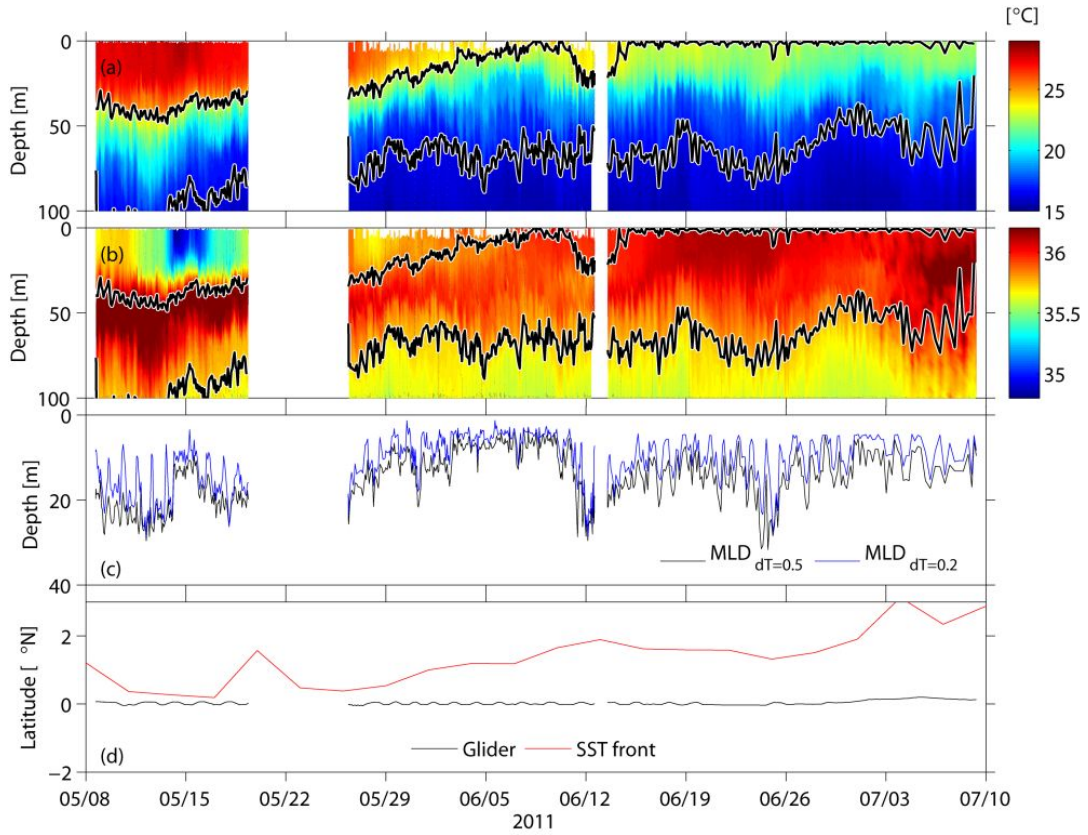 [°C]
0
(a)
25
Depth [m]
50
20
100
15
0
(b)
36
Depth [m]
50
35.5
100
35
0
Depth [m]
20
MLD dT=0.5
MLD dT=0.2
(c)
40
2
Latitude [ °N]
0
(d)
Glider
SST front
−2
05/08 05/15 05/22 05/29 06/05 06/12 06/19 06/26 07/03 07/10
2011